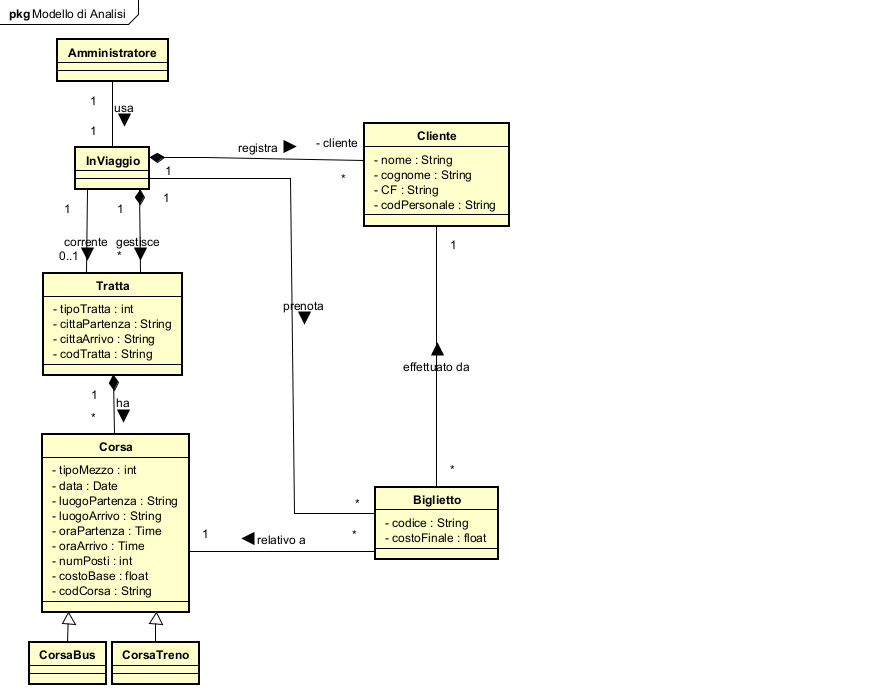 pkg Modello di Analisi
Amministratore
1
usa
1
InViaggio
registra
- cliente
1
*
1
Cliente
- nome : String
- cognome : String
- CF : String
- codPersonale : String
1
1
corrente
gestisce
0..1
*
1
prenota
Tratta
- tipoTratta : int
- cittaPartenza : String
- cittaArrivo : String
- codTratta : String
effettuato da
1
ha
*
*
Corsa
- tipoMezzo : int
- data : Date
- luogoPartenza : String
- luogoArrivo : String
- oraPartenza : Time
- oraArrivo : Time
- numPosti : int
- costoBase : float
- codCorsa : String
*
Biglietto
- codice : String
- costoFinale : float
1
relativo a
*
CorsaBus
CorsaTreno